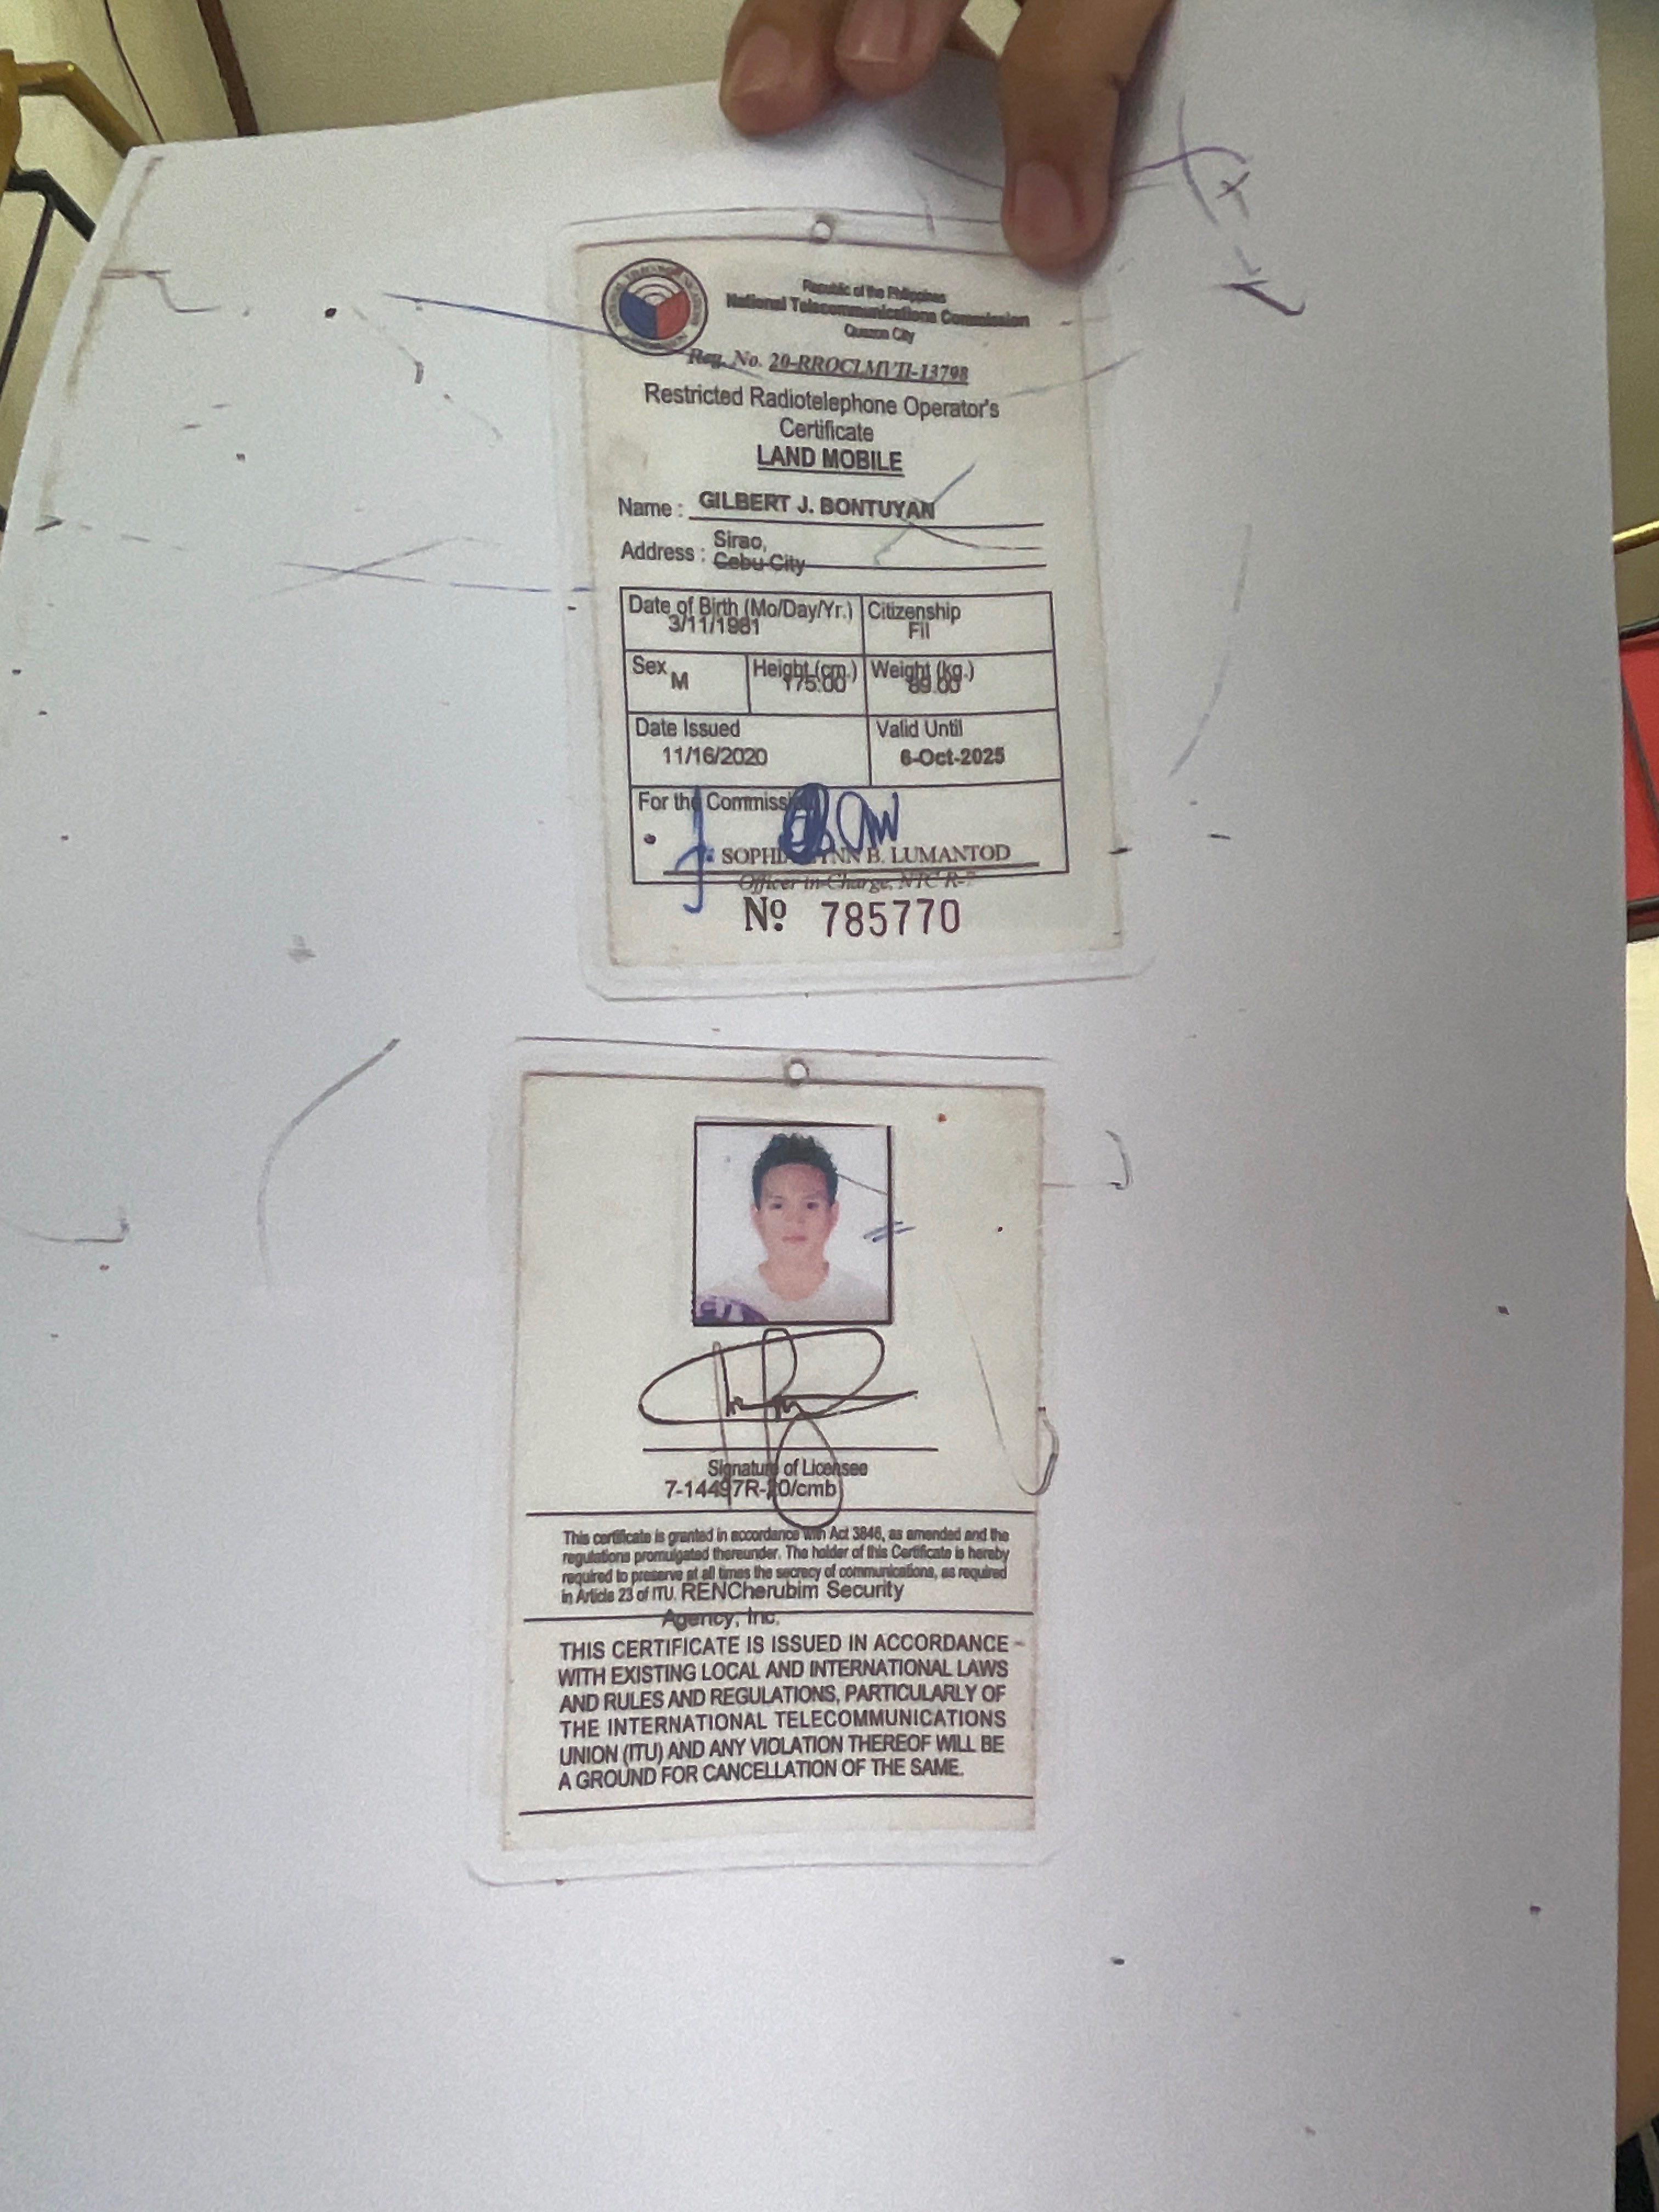 Republic of the Philippines
National Telecommunications Commission
Quezon City
Reg. No. 20-RROCLMVII-13798
Restricted Radiotelephone Operator's
Certificate
LAND MOBILE
Name : GILBERT J. BONTUYAN
Address : Sirao,
Cebu City
Date of Birth (Mo/Day/Yr.) Citizenship
3/11/1981 Fil
Sex Height (cm.) Weight (kg.)
M 175.00 89.00
Date Issued Valid Until
11/16/2020 6-Oct-2025
For the
B. LUMANTOD
Officer-in-Charge, NTC R-7
№ 785770
Signature of Licensee
7-14497R-20/cmb
This certificate is granted in accordance with Act 3846, as amended and the
regulations promulgated thereunder. The holder of this Certificate is hereby
required to preserve at all times the secrecy of communications, as required
in Article 23 of ITU. RENCherubim Security
Agency, Inc.
THIS CERTIFICATE IS ISSUED IN ACCORDANCE
WITH EXISTING LOCAL AND INTERNATIONAL LAWS
AND RULES AND REGULATIONS, PARTICULARLY OF
THE INTERNATIONAL TELECOMMUNICATIONS
UNION (ITU) AND ANY VIOLATION THEREOF WILL BE
A GROUND FOR CANCELLATION OF THE SAME.